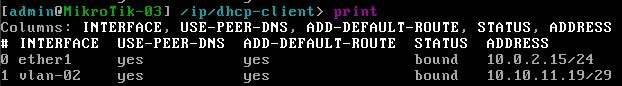 [admin@MikroTik-03] /ip/dhcp-client> print
Columns: INTERFACE, USE-PEER-DNS, ADD-DEFAULT-ROUTE, STATUS, ADDRESS
# INTERFACE USE-PEER-DNS ADD-DEFAULT-ROUTE STATUS ADDRESS
0 ether1 yes yes bound 10.0.2.15/24
1 vlan-02 yes yes bound 10.10.11.19/29